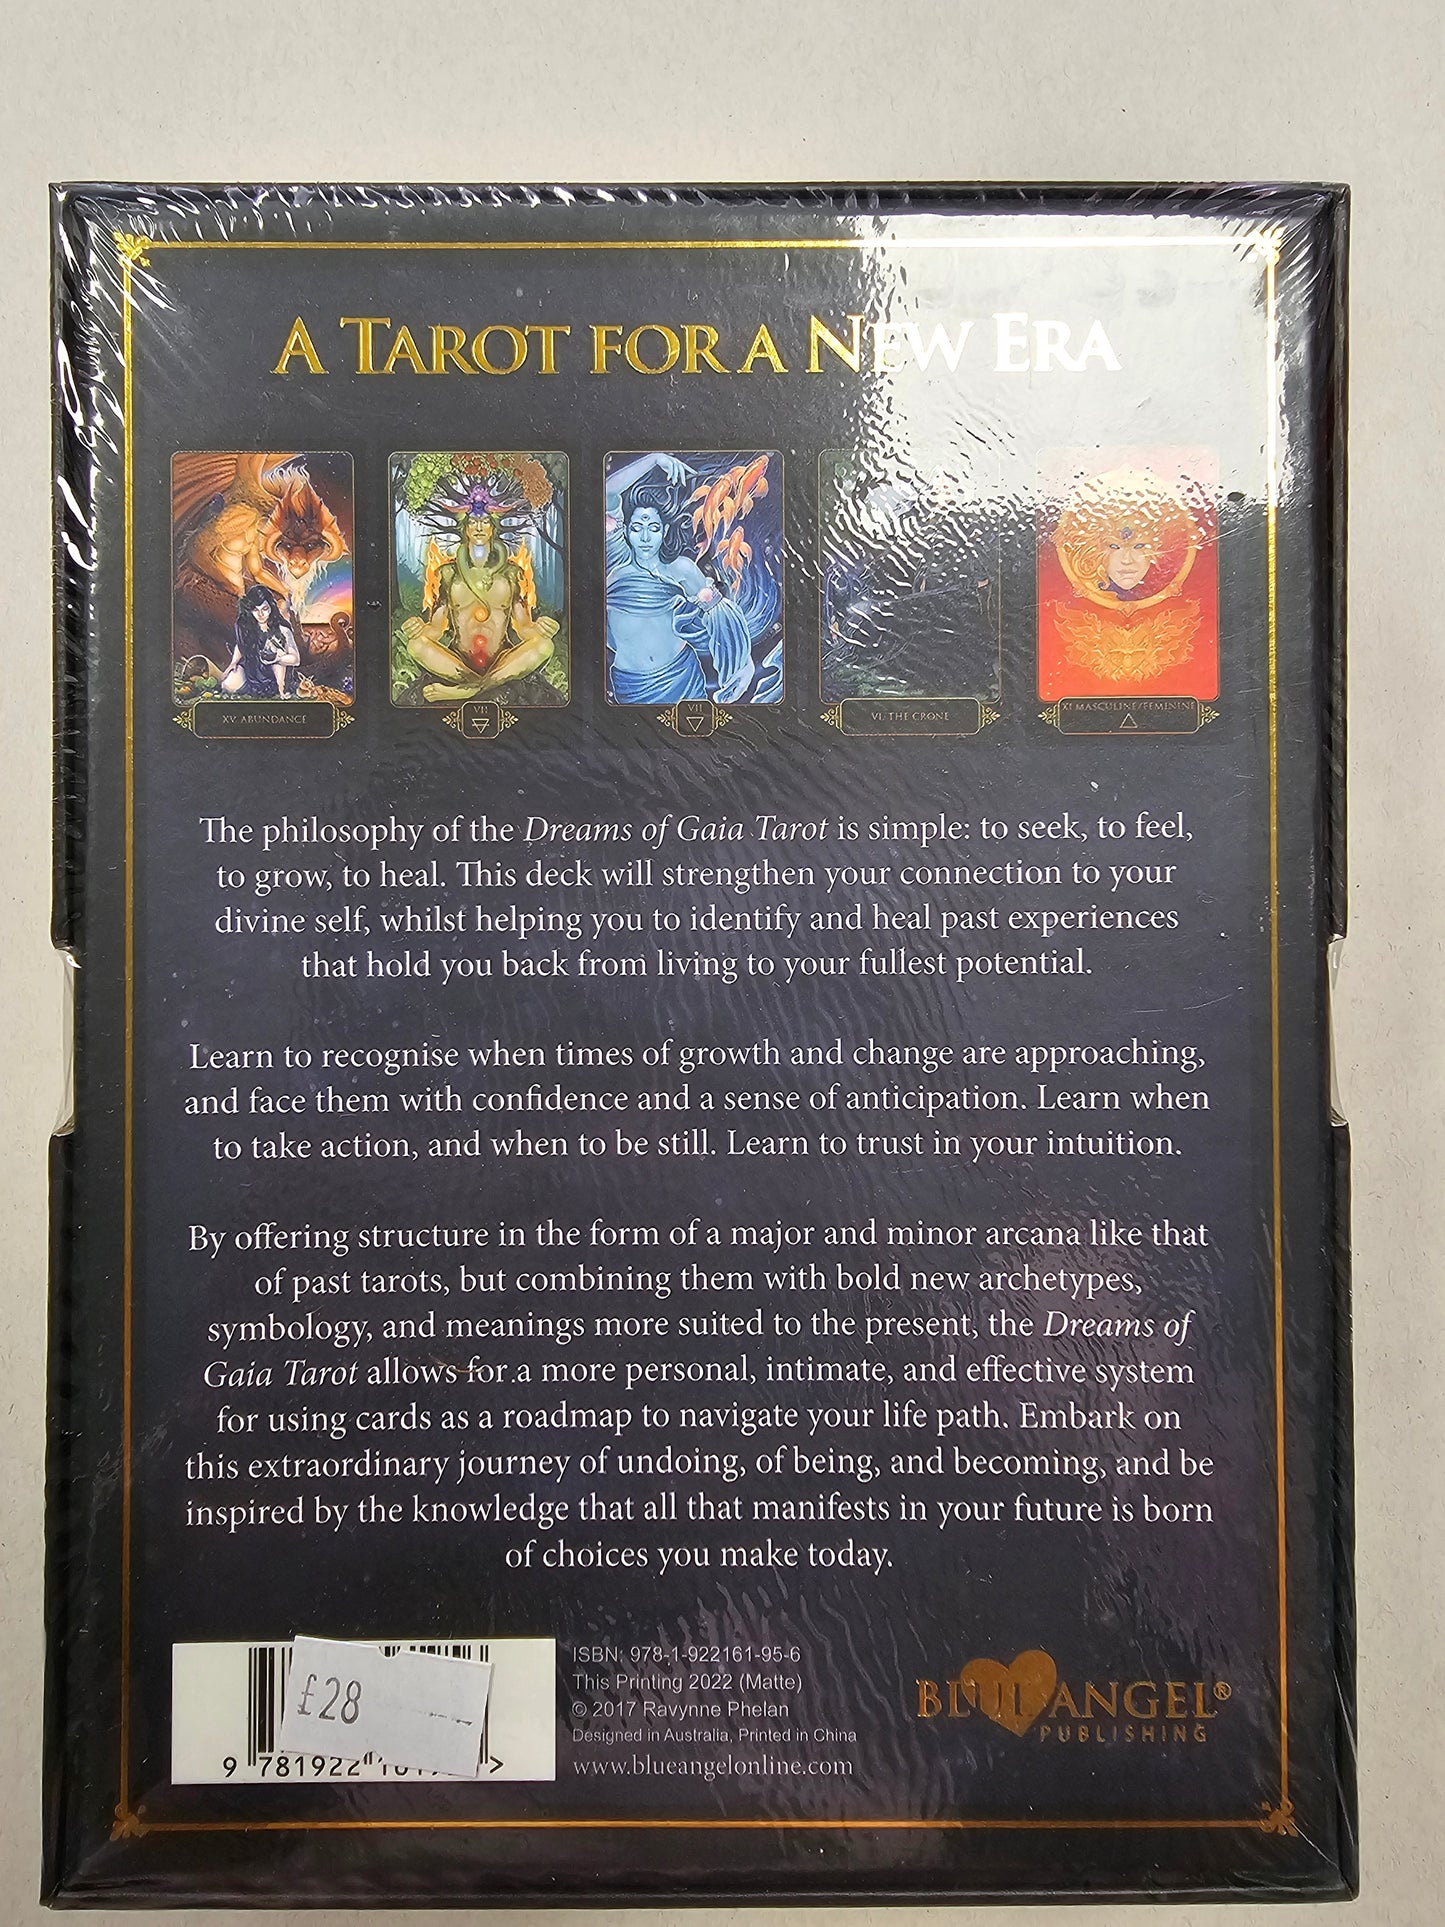 A TAROT FOR A NEW ERA
XV. ABUNDANCE
VII
VII
VI. THE CRONE
XI MASCULINE/FEMININE
The philosophy of the Dreams of Gaia Tarot is simple: to seek, to feel,
to grow, to heal. This deck will strengthen your connection to your
divine self, whilst helping you to identify and heal past experiences
that hold you back from living to your fullest potential.
Learn to recognise when times of growth and change are approaching,
and face them with confidence and a sense of anticipation. Learn when
to take action, and when to be still. Learn to trust in your intuition.
By offering structure in the form of a major and minor arcana like that
of past tarots, but combining them with bold new archetypes,
symbology, and meanings more suited to the present, the Dreams of
Gaia Tarot allows for a more personal, intimate, and effective system
for using cards as a roadmap to navigate your life path. Embark on
this extraordinary journey of undoing, of being, and becoming, and be
inspired by the knowledge that all that manifests in your future is born
of choices you make today.
£28
9 781922
ISBN: 978-1-922161-95-6
This Printing 2022 (Matte)
© 2017 Ravynne Phelan
Designed in Australia, Printed in China
www.blueangelonline.com
BLUE ANGEL®
PUBLISHING